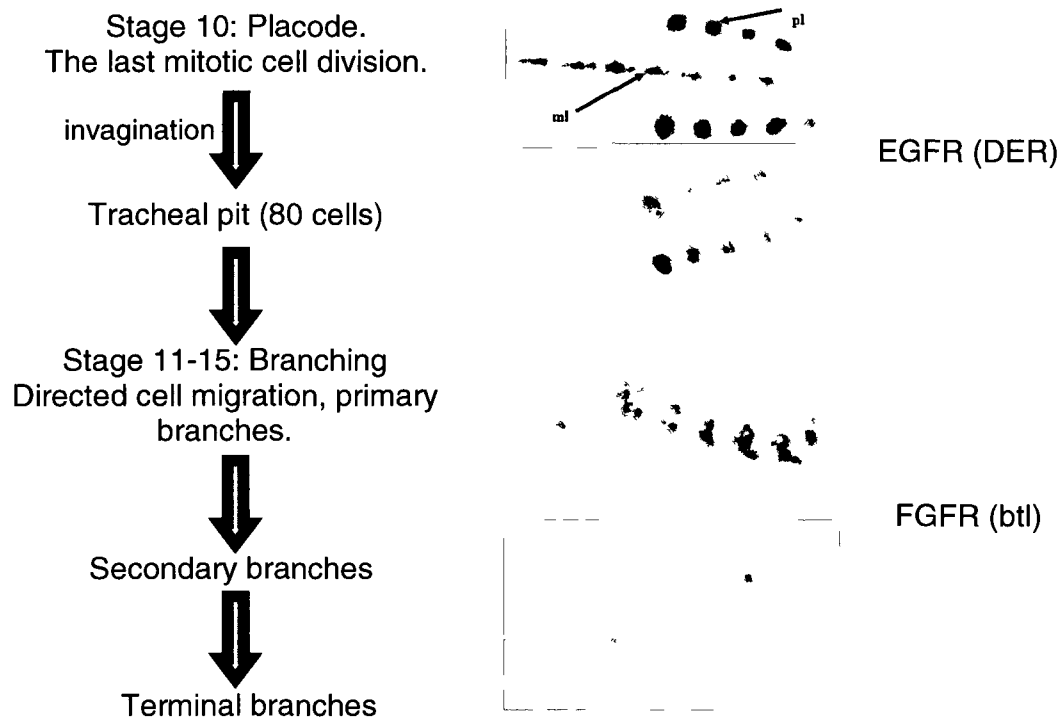 Stage 10: Placode.
The last mitotic cell division.
invagination
Tracheal pit (80 cells)
Stage 11-15: Branching
Directed cell migration, primary
branches.
Secondary branches
Terminal branches
pl
ml
EGFR (DER)
FGFR (btl)